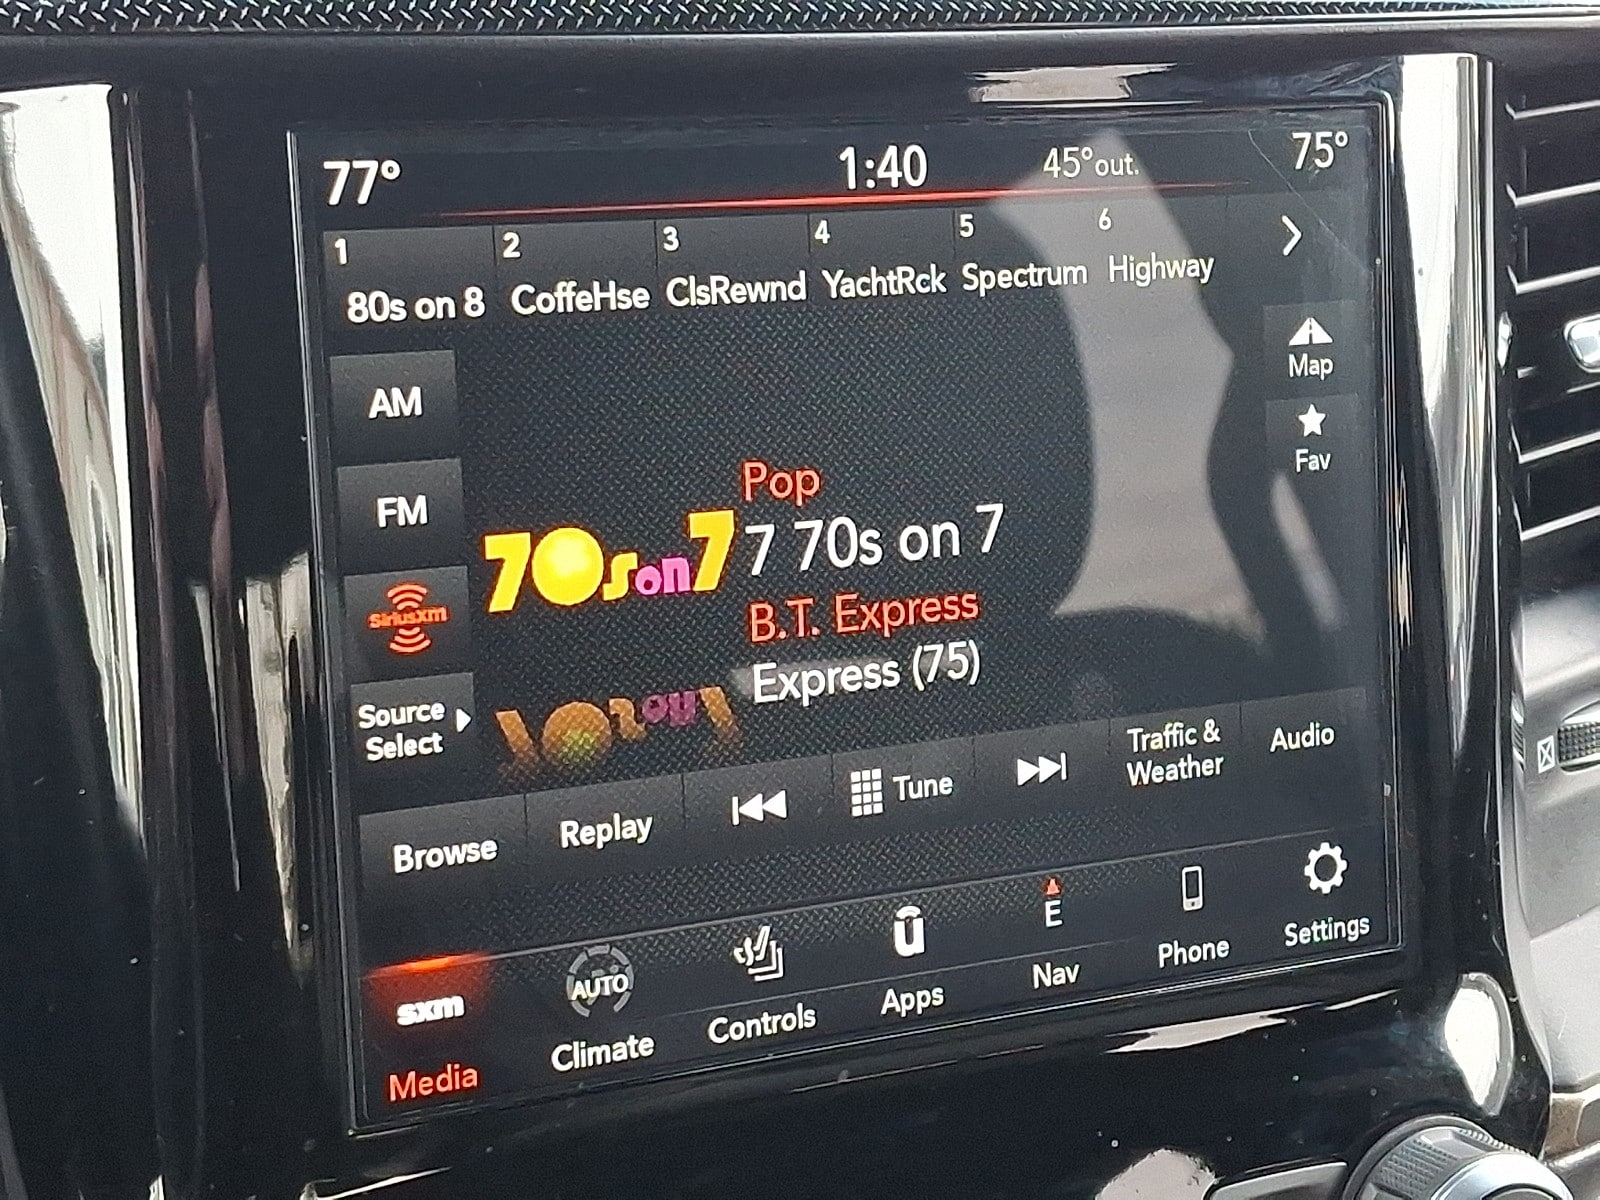 77° 1:40 45°out. 75°
1 2 3 4 5 6
80s on 8 CoffeHse ClsRewnd YachtRck Spectrum Highway
AM
Map
FM
Fav
siriusxm
Source
Select
70s on 7
Pop
7 70s on 7
B.T. Express
Express (75)
Browse
Replay
Tune
Traffic &
Weather
Audio
sxm
Media
AUTO
Climate
Controls
Apps
E
Nav
Phone
Settings